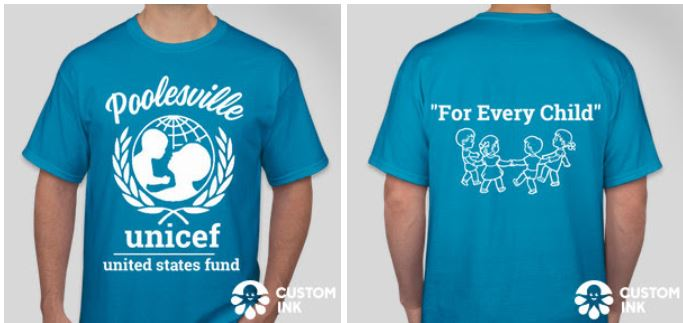 Poolesville
unicef
united states fund
CUSTOM
INK
"For Every Child"
CUSTOM
INK